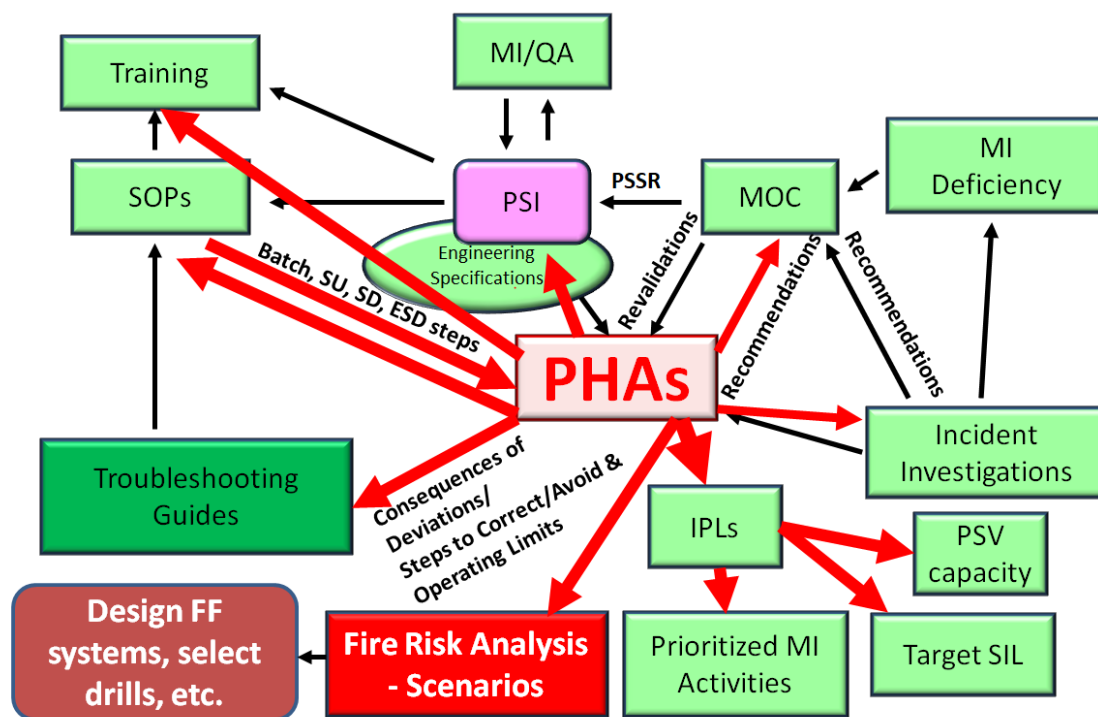 MI/QA
Training
MI
Deficiency
SOPs
PSI
PSSR
MOC
Engineering
Specifications
Batch, SU, SD, ESD steps
Revalidations
Recommendations
Recommendations
PHAs
Troubleshooting
Guides
Consequences of
Deviations/
Steps to Correct/Avoid &
Operating Limits
Incident
Investigations
IPLs
PSV
capacity
Design FF
systems, select
drills, etc.
Fire Risk Analysis
- Scenarios
Prioritized MI
Activities
Target SIL